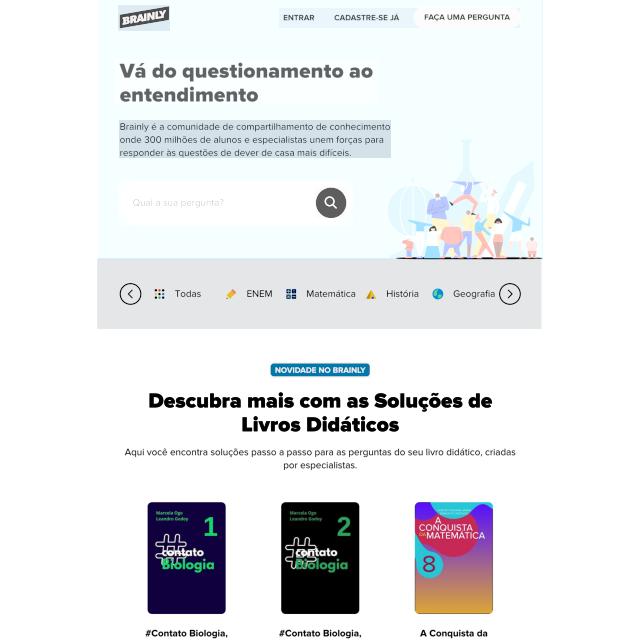 BRAINLY
ENTRAR CADASTRE-SE JÁ FAÇA UMA PERGUNTA
Vá do questionamento ao
entendimento
Brainly é a comunidade de compartilhamento de conhecimento
onde 300 milhões de alunos e especialistas unem forças para
responder às questões de dever de casa mais difíceis.
Qual a sua pergunta?
Todas ENEM Matemática História Geografia
NOVIDADE NO BRAINLY
Descubra mais com as Soluções de
Livros Didáticos
Aqui você encontra soluções passo a passo para as perguntas do seu livro didático, criadas
por especialistas.
Marcela Ogo
Leandro Godoy
1
contato
Biologia
Marcela Ogo
Leandro Godoy
2
contato
Biologia
A
CONQUISTA
DA MATEMÁTICA
8
#Contato Biologia, #Contato Biologia, A Conquista da